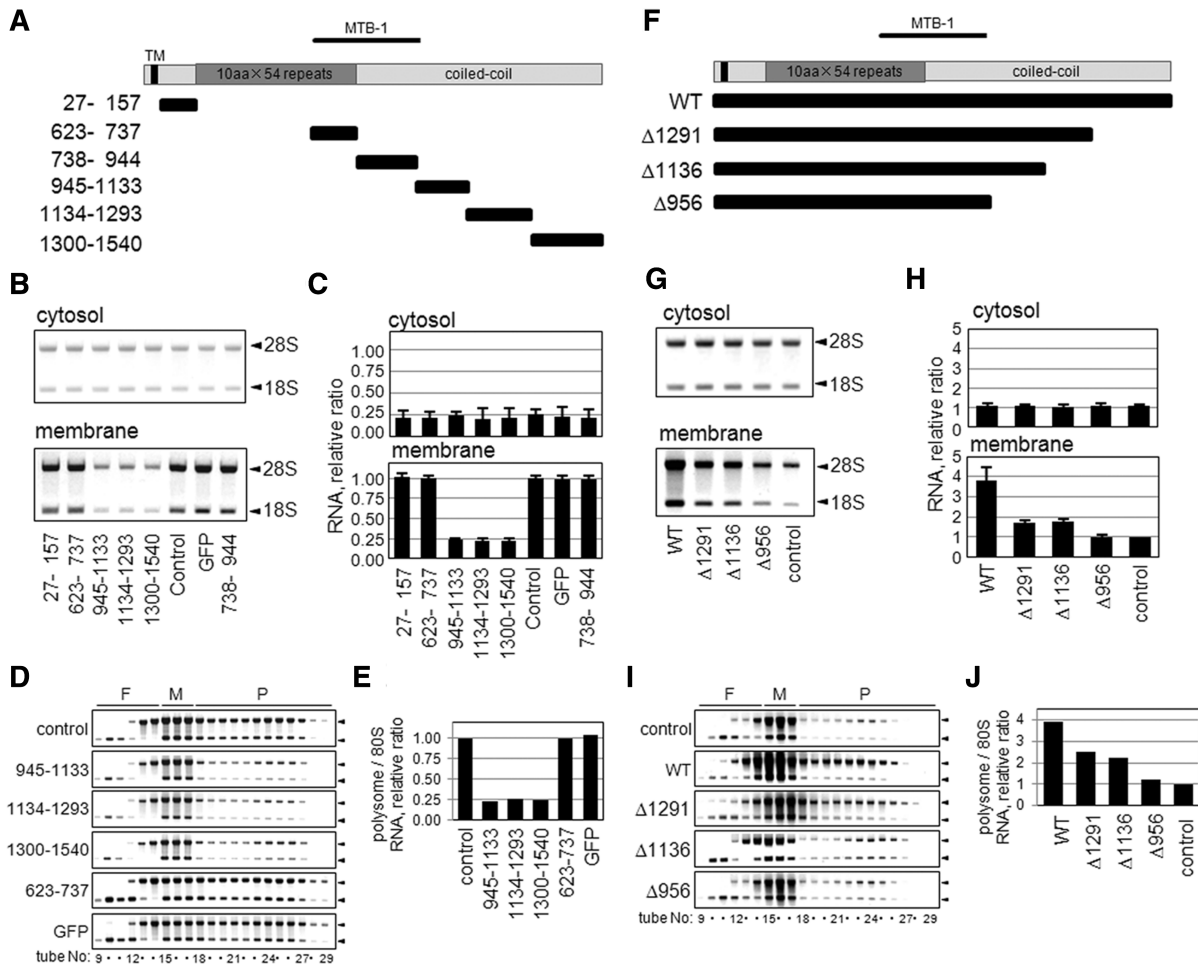 A
MTB-1
TM
10aa×54 repeats
coiled-coil
27- 157
623- 737
738- 944
945-1133
1134-1293
1300-1540
B
cytosol
28S
18S
membrane
28S
18S
27- 157
623- 737
945-1133
1134-1293
1300-1540
Control
GFP
738- 944
C
cytosol
1.00
0.75
0.50
0.25
0.00
membrane
1.00
0.75
0.50
0.25
0.00
RNA, relative ratio
27- 157
623- 737
945-1133
1134-1293
1300-1540
Control
GFP
738- 944
D
F M P
control
945-1133
1134-1293
1300-1540
623-737
GFP
tube No: 9 • • 12 • • 15 • • 18 • • 21 • • 24 • • 27 • 29
E
polysome / 80S
RNA, relative ratio
1.00
0.75
0.50
0.25
0.00
control
945-1133
1134-1293
1300-1540
623-737
GFP
F
MTB-1
10aa×54 repeats
coiled-coil
WT
Δ1291
Δ1136
Δ956
G
cytosol
28S
18S
membrane
28S
18S
WT
Δ1291
Δ1136
Δ956
control
H
cytosol
5
4
3
2
1
0
membrane
5
4
3
2
1
0
RNA, relative ratio
WT
Δ1291
Δ1136
Δ956
control
I
F M P
control
WT
Δ1291
Δ1136
Δ956
tube No: 9 • • 12 • • 15 • • 18 • • 21 • • 24 • • 27 • 29
J
polysome / 80S
RNA, relative ratio
4
3
2
1
0
WT
Δ1291
Δ1136
Δ956
control